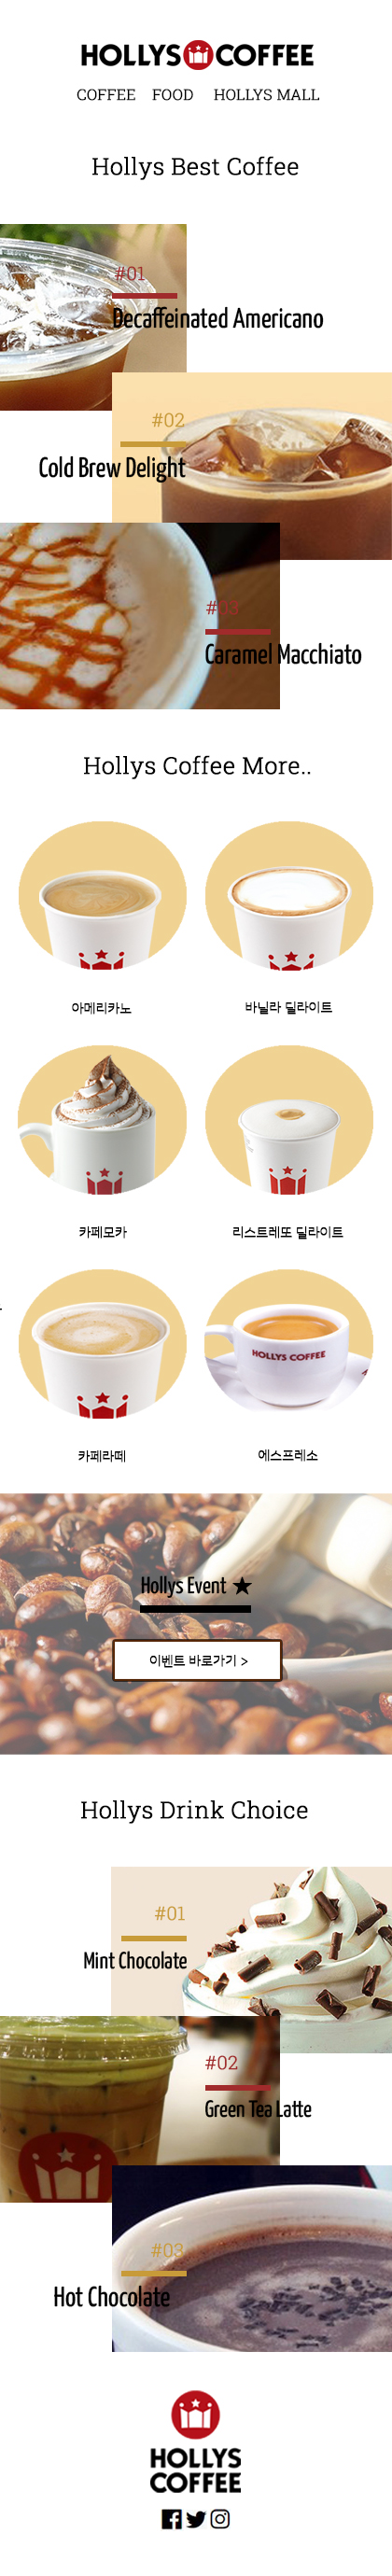 HOLLYS COFFEE
COFFEE FOOD HOLLYS MALL
Hollys Best Coffee
#01
Decaffeinated Americano
#02
Cold Brew Delight
#03
Caramel Macchiato
Hollys Coffee More..
아메리카노
바닐라 딜라이트
카페모카
리스트레또 딜라이트
HOLLYS COFFEE
카페라떼
에스프레소
Hollys Event ★
이벤트 바로가기 >
Hollys Drink Choice
#01
Mint Chocolate
#02
Green Tea Latte
#03
Hot Chocolate
HOLLYS
COFFEE